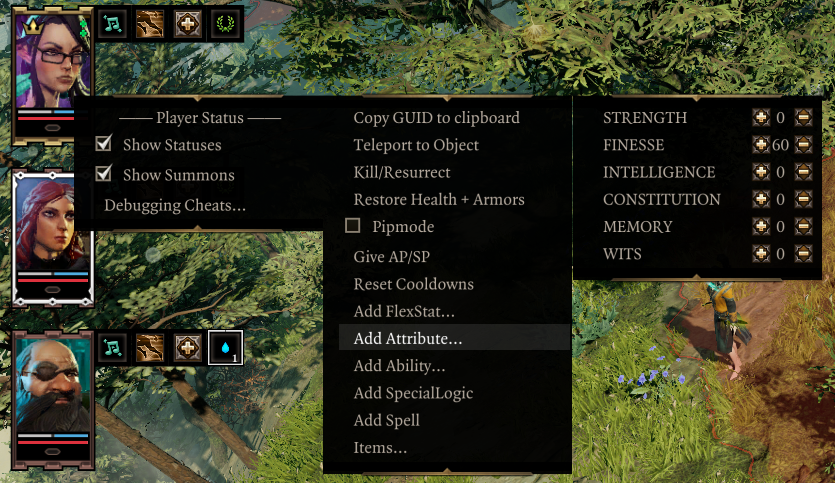 Player Status
Show Statuses
Show Summons
Debugging Cheats...
Copy GUID to clipboard
Teleport to Object
Kill/Resurrect
Restore Health + Armors
Pipmode
Give AP/SP
Reset Cooldowns
Add FlexStat...
Add Attribute...
Add Ability...
Add SpecialLogic
Add Spell
Items...
STRENGTH 0
FINESSE 60
INTELLIGENCE 0
CONSTITUTION 0
MEMORY 0
WITS 0
1